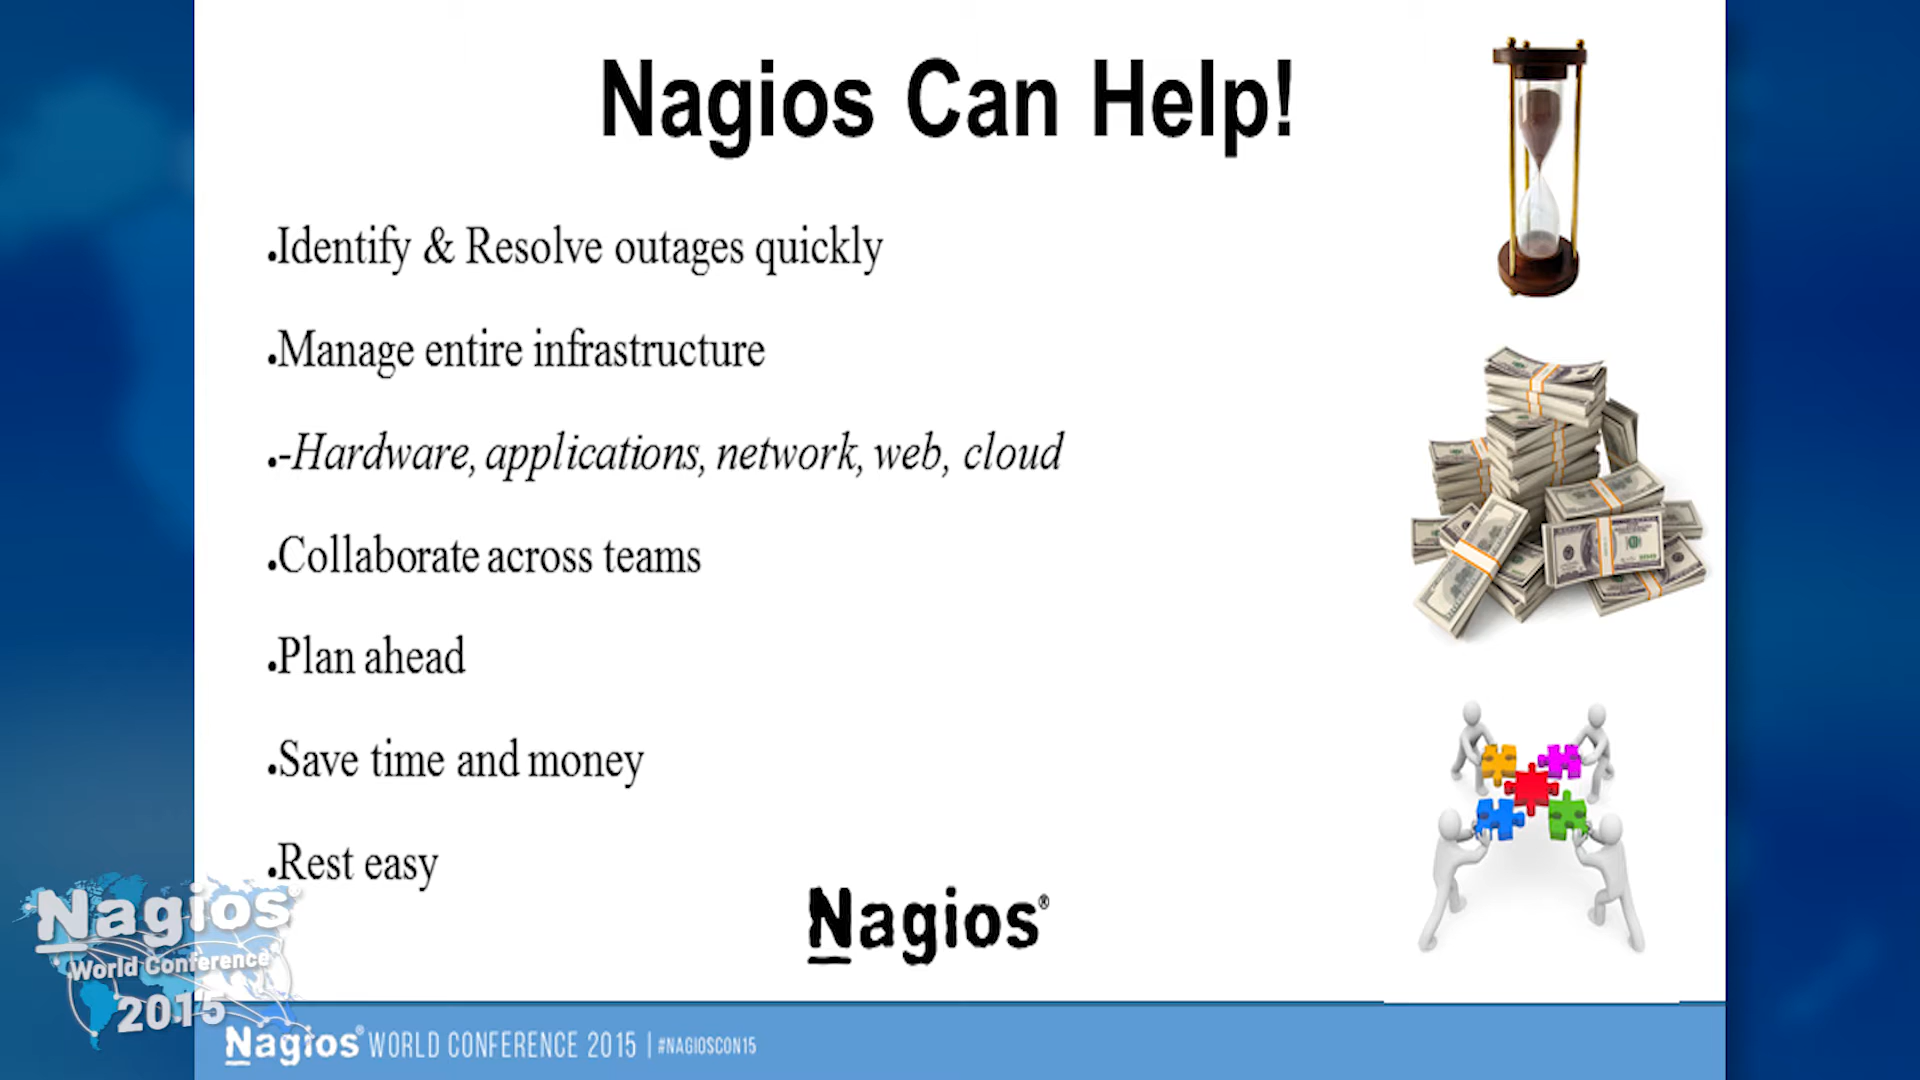 Nagios Can Help!
•Identify & Resolve outages quickly
•Manage entire infrastructure
•-Hardware, applications, network, web, cloud
•Collaborate across teams
•Plan ahead
•Save time and money
•Rest easy
Nagios®
Nagios®
World Conference
2015
Nagios® WORLD CONFERENCE 2015 | #NAGIOSCON15